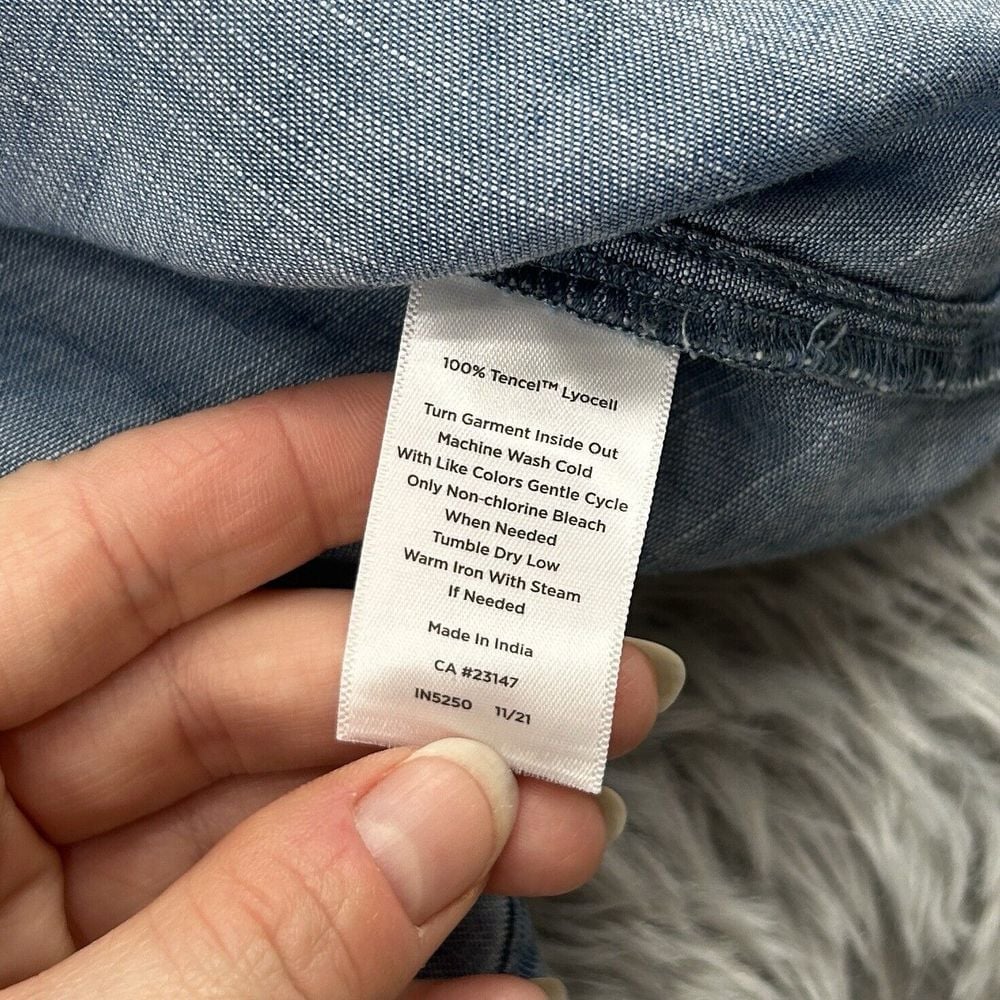 100% Tencel™ Lyocell
Turn Garment Inside Out
Machine Wash Cold
With Like Colors Gentle Cycle
Only Non-chlorine Bleach
When Needed
Tumble Dry Low
Warm Iron With Steam
If Needed
Made In India
CA #23147
IN5250 11/21